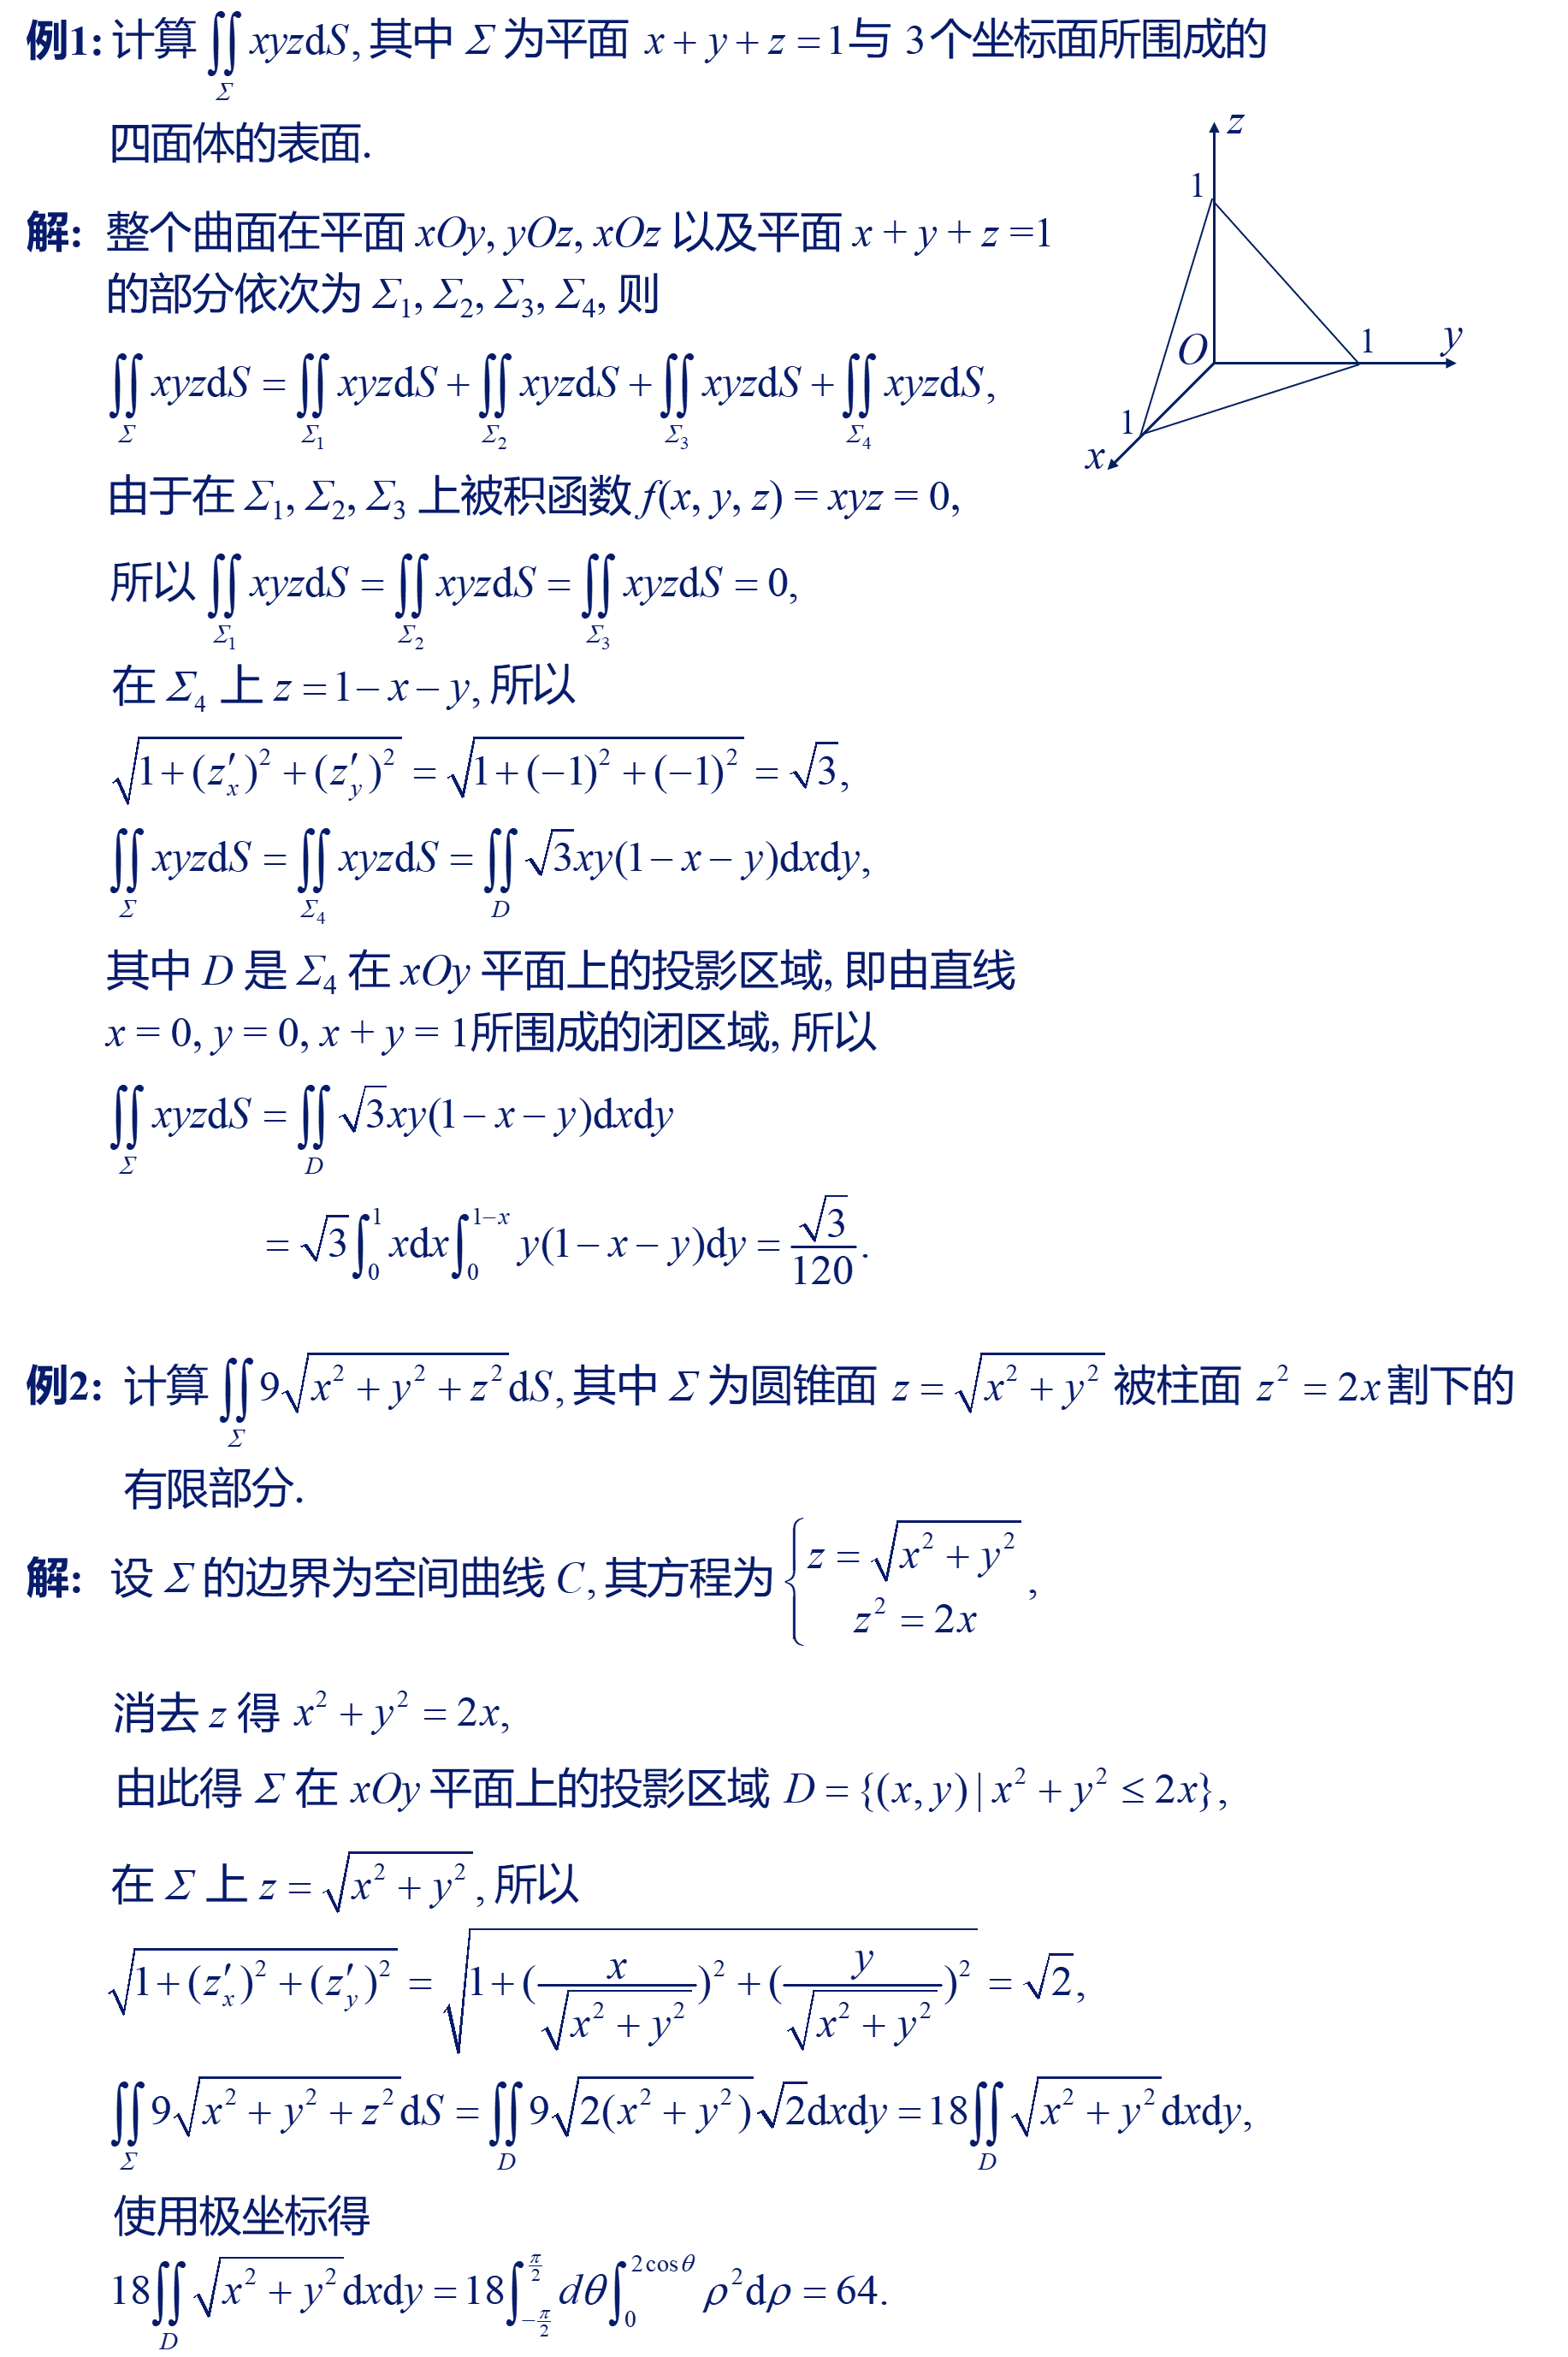 例1: 计算 $\iint\limits_{\Sigma} xyz\mathrm{d}S$, 其中 $\Sigma$ 为平面 $x+y+z=1$与 3个坐标面所围成的
四面体的表面.
z
1
O
1
y
1
x
解: 整个曲面在平面 $xOy, yOz, xOz$ 以及平面 $x+y+z=1$
的部分依次为 $\Sigma_1, \Sigma_2, \Sigma_3, \Sigma_4$, 则
$\iint\limits_{\Sigma} xyz\mathrm{d}S = \iint\limits_{\Sigma_1} xyz\mathrm{d}S + \iint\limits_{\Sigma_2} xyz\mathrm{d}S + \iint\limits_{\Sigma_3} xyz\mathrm{d}S + \iint\limits_{\Sigma_4} xyz\mathrm{d}S,$
由于在 $\Sigma_1, \Sigma_2, \Sigma_3$ 上被积函数 $f(x, y, z) = xyz = 0,$
所以 $\iint\limits_{\Sigma_1} xyz\mathrm{d}S = \iint\limits_{\Sigma_2} xyz\mathrm{d}S = \iint\limits_{\Sigma_3} xyz\mathrm{d}S = 0,$
在 $\Sigma_4$ 上 $z=1-x-y$, 所以
$\sqrt{1+(z'_x)^2+(z'_y)^2} = \sqrt{1+(-1)^2+(-1)^2} = \sqrt{3},$
$\iint\limits_{\Sigma} xyz\mathrm{d}S = \iint\limits_{\Sigma_4} xyz\mathrm{d}S = \iint\limits_{D} \sqrt{3}xy(1-x-y)\mathrm{d}x\mathrm{d}y,$
其中 $D$ 是 $\Sigma_4$ 在 $xOy$ 平面上的投影区域, 即由直线
$x=0, y=0, x+y=1$所围成的闭区域, 所以
$\iint\limits_{\Sigma} xyz\mathrm{d}S = \iint\limits_{D} \sqrt{3}xy(1-x-y)\mathrm{d}x\mathrm{d}y$
$= \sqrt{3}\int_0^1 x\mathrm{d}x\int_0^{1-x} y(1-x-y)\mathrm{d}y = \frac{\sqrt{3}}{120}.$
例2: 计算 $\iint\limits_{\Sigma} 9\sqrt{x^2+y^2+z^2}\mathrm{d}S$, 其中 $\Sigma$ 为圆锥面 $z=\sqrt{x^2+y^2}$ 被柱面 $z^2=2x$割下的
有限部分.
解: 设 $\Sigma$ 的边界为空间曲线 $C$, 其方程为 $\begin{cases} z=\sqrt{x^2+y^2} \\ z^2=2x \end{cases},$
消去 $z$ 得 $x^2+y^2=2x,$
由此得 $\Sigma$ 在 $xOy$ 平面上的投影区域 $D=\{(x,y)\,|\,x^2+y^2\le 2x\},$
在 $\Sigma$ 上 $z=\sqrt{x^2+y^2}$, 所以
$\sqrt{1+(z'_x)^2+(z'_y)^2} = \sqrt{1+(\frac{x}{\sqrt{x^2+y^2}})^2+(\frac{y}{\sqrt{x^2+y^2}})^2} = \sqrt{2},$
$\iint\limits_{\Sigma} 9\sqrt{x^2+y^2+z^2}\mathrm{d}S = \iint\limits_{D} 9\sqrt{2(x^2+y^2)}\sqrt{2}\mathrm{d}x\mathrm{d}y = 18\iint\limits_{D} \sqrt{x^2+y^2}\mathrm{d}x\mathrm{d}y,$
使用极坐标得
$18\iint\limits_{D} \sqrt{x^2+y^2}\mathrm{d}x\mathrm{d}y = 18\int_{-\frac{\pi}{2}}^{\frac{\pi}{2}} d\theta\int_0^{2\cos\theta} \rho^2\mathrm{d}\rho = 64.$